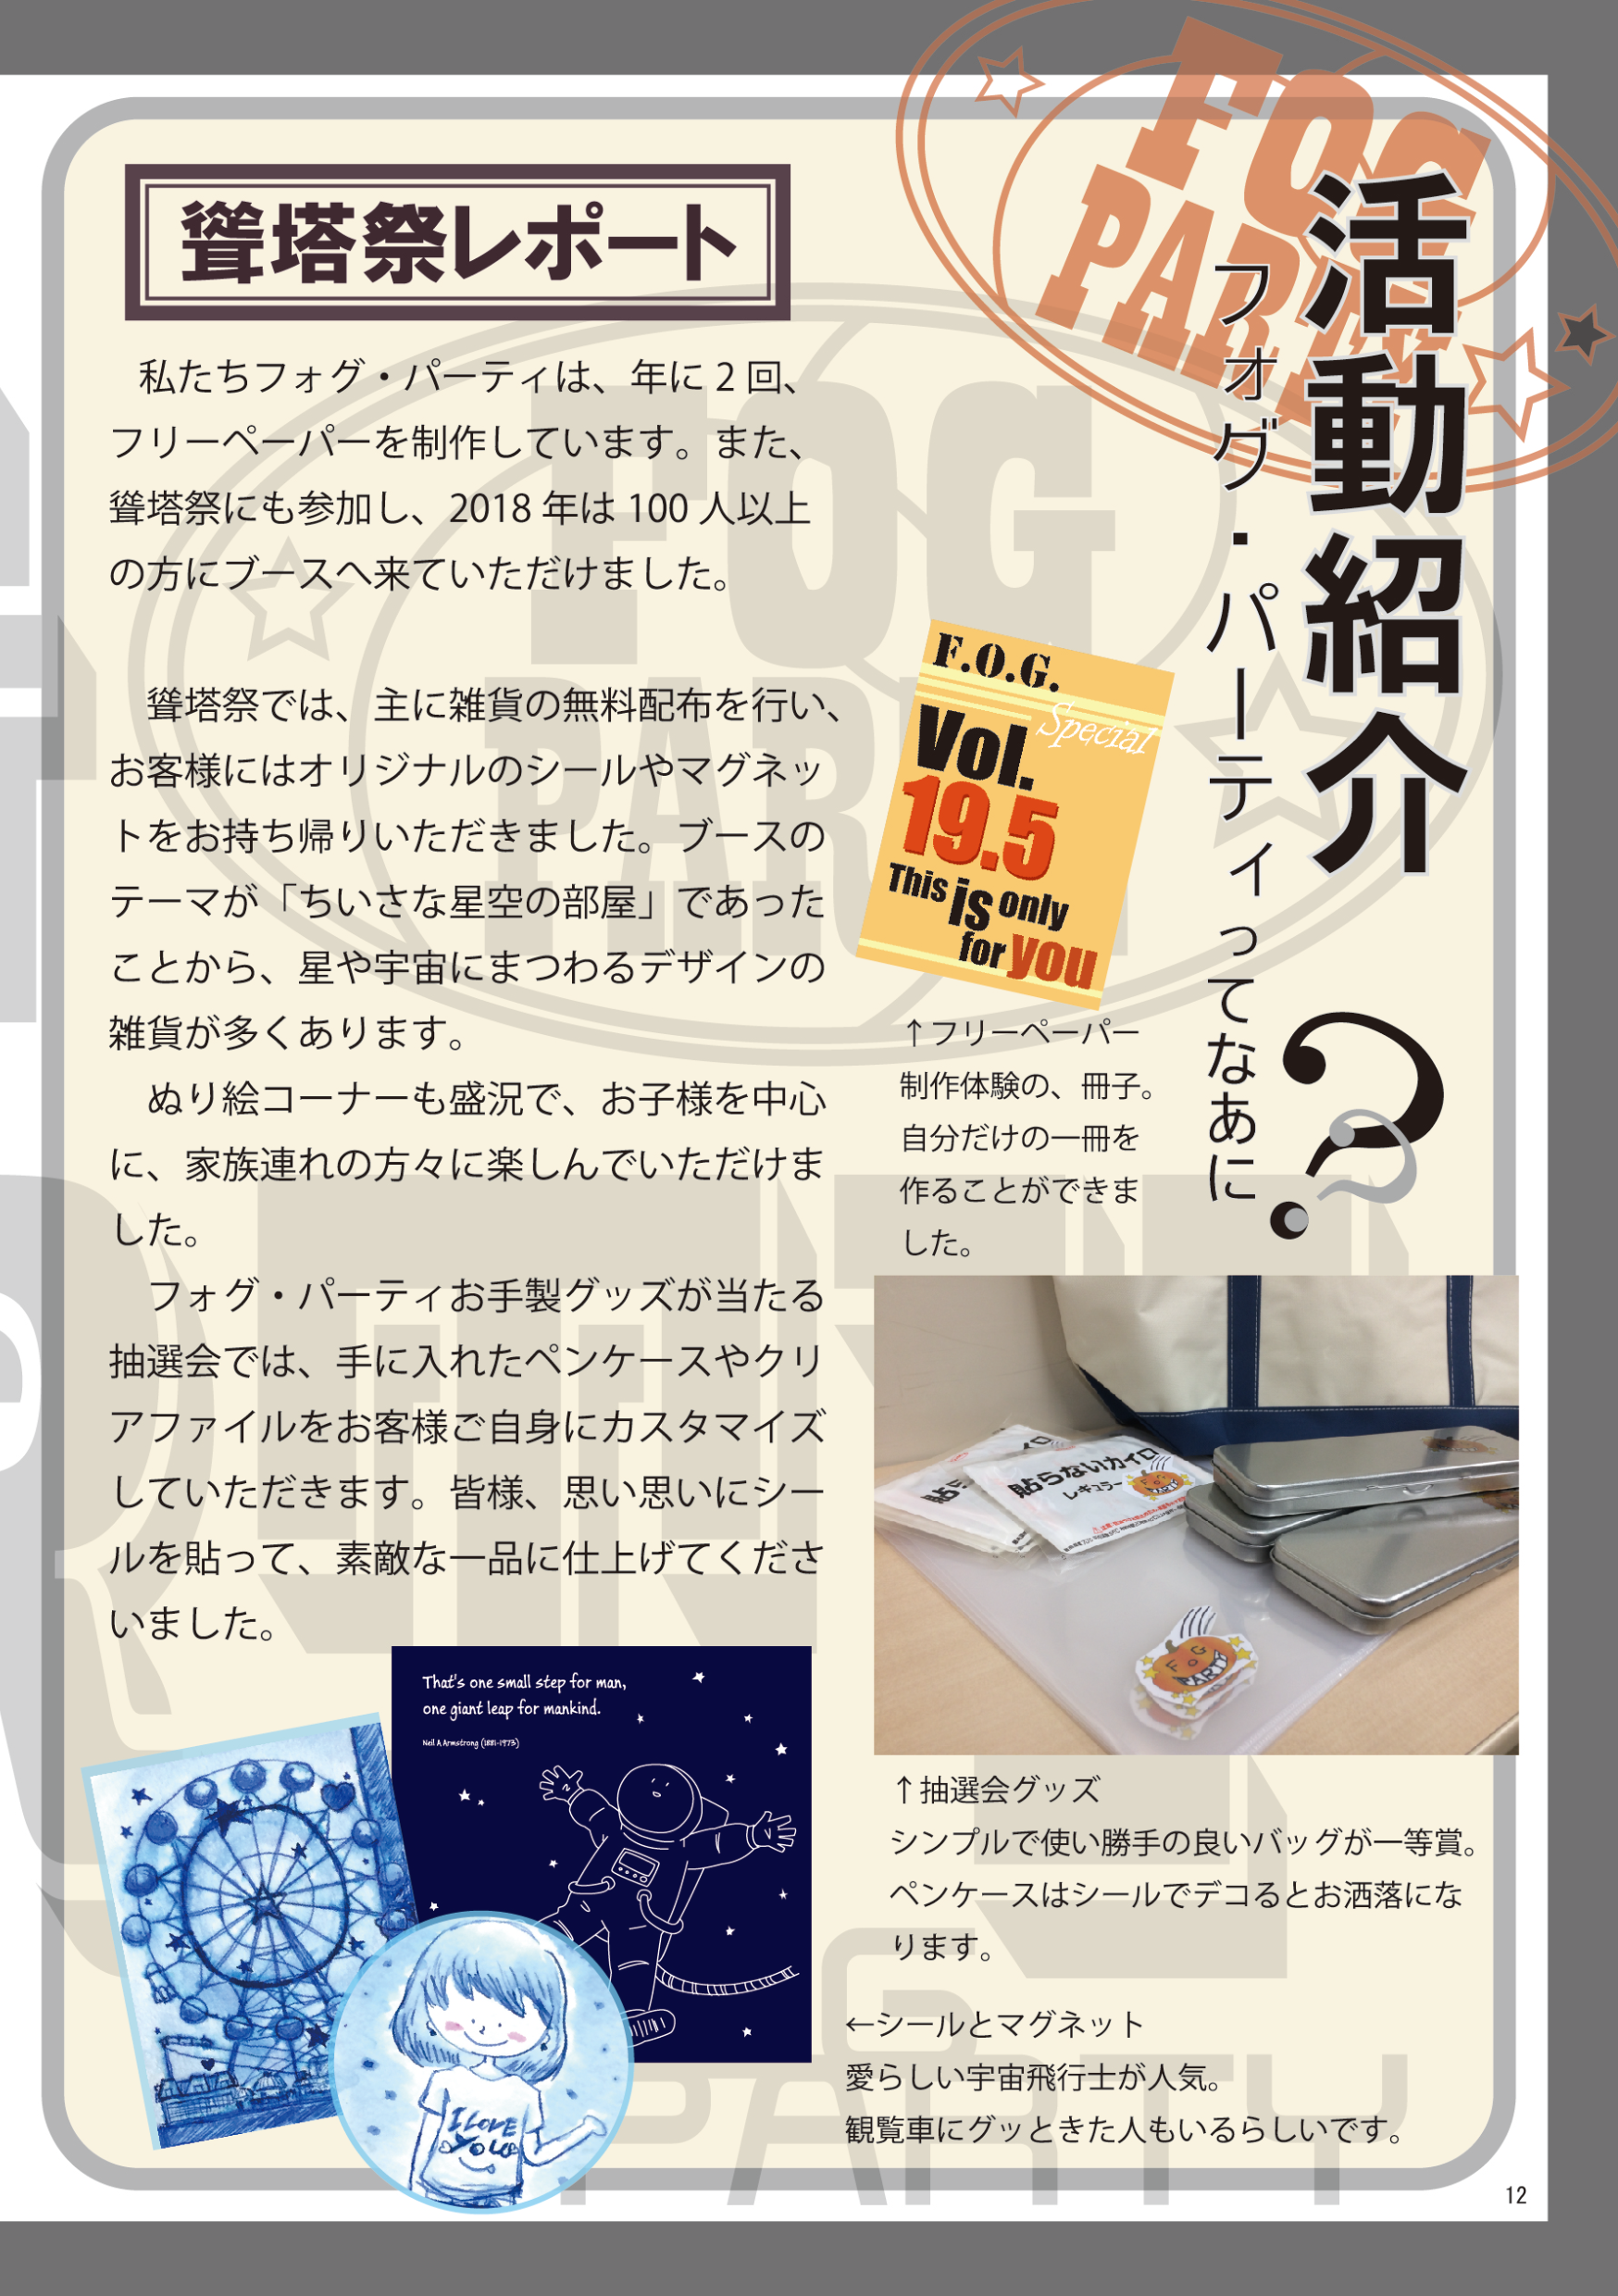 FOG
PARTY
活動紹介
フォグ・パーティってなあに?
聳塔祭レポート
私たちフォグ・パーティは、年に 2 回、
フリーペーパーを制作しています。また、
聳塔祭にも参加し、2018 年は 100 人以上
の方にブースへ来ていただけました。
聳塔祭では、主に雑貨の無料配布を行い、
お客様にはオリジナルのシールやマグネッ
トをお持ち帰りいただきました。ブースの
テーマが「ちいさな星空の部屋」であった
ことから、星や宇宙にまつわるデザインの
雑貨が多くあります。
ぬり絵コーナーも盛況で、お子様を中心
に、家族連れの方々に楽しんでいただけま
した。
フォグ・パーティお手製グッズが当たる
抽選会では、手に入れたペンケースやクリ
アファイルをお客様ご自身にカスタマイズ
していただきます。皆様、思い思いにシー
ルを貼って、素敵な一品に仕上げてくださ
いました。
F.O.G.
Special
Vol.
19.5
This is only
for you
↑フリーペーパー
制作体験の、冊子。
自分だけの一冊を
作ることができま
した。
貼らないカイロ
レギュラー
FOG
PARTY
↑抽選会グッズ
シンプルで使い勝手の良いバッグが一等賞。
ペンケースはシールでデコるとお洒落にな
ります。
←シールとマグネット
愛らしい宇宙飛行士が人気。
観覧車にグッときた人もいるらしいです。
That's one small step for man,
one giant leap for mankind.
Neil A Armstrong (1881-1973)
I LOVE
YOU
12